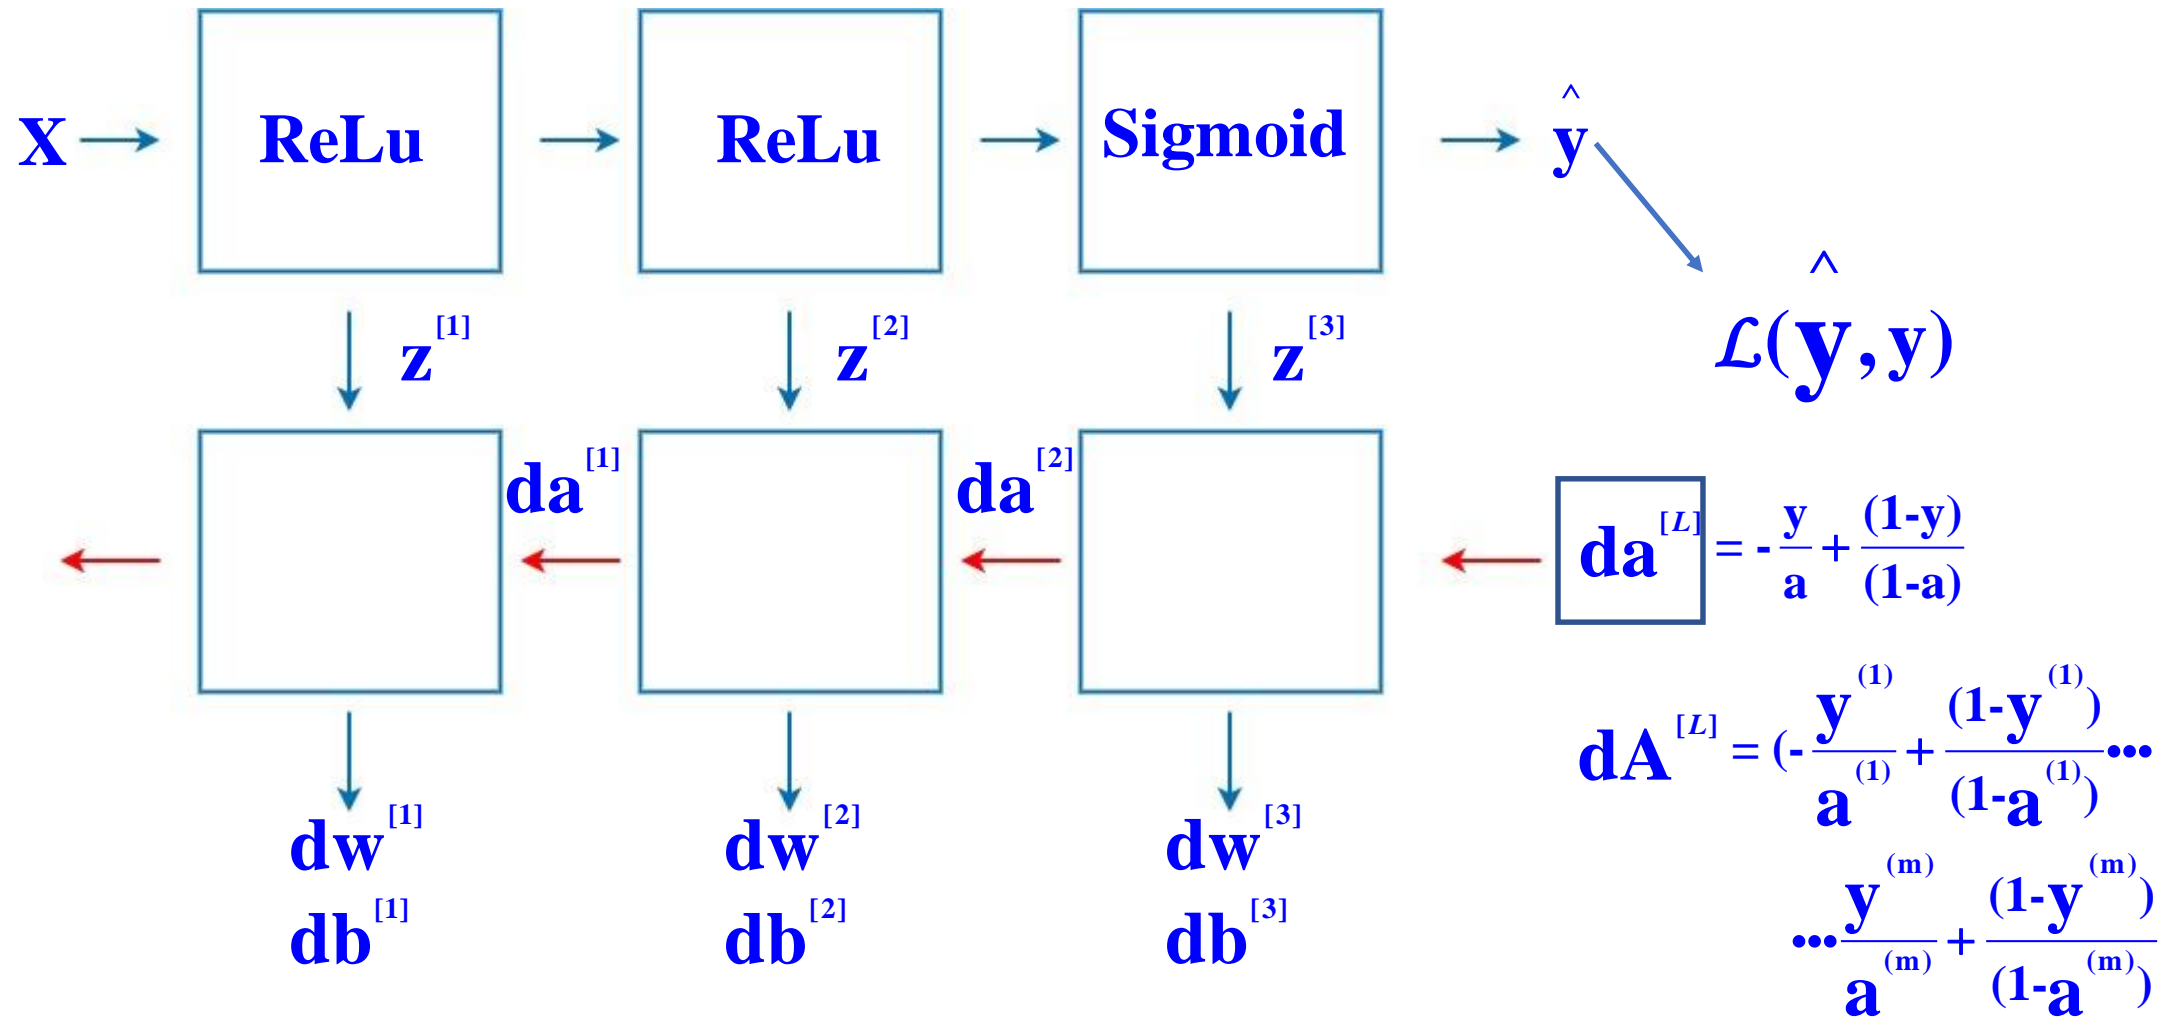 X ReLu ReLu Sigmoid ŷ
z^[1] z^[2] z^[3]
ℒ(ŷ,y)
da^[1] da^[2]
da^[L] = - y/a + (1-y)/(1-a)
dA^[L] = (- y^(1)/a^(1) + (1-y^(1))/(1-a^(1)) •••
dw^[1] dw^[2] dw^[3]
••• y^(m)/a^(m) + (1-y^(m))/(1-a^(m))
db^[1] db^[2] db^[3]